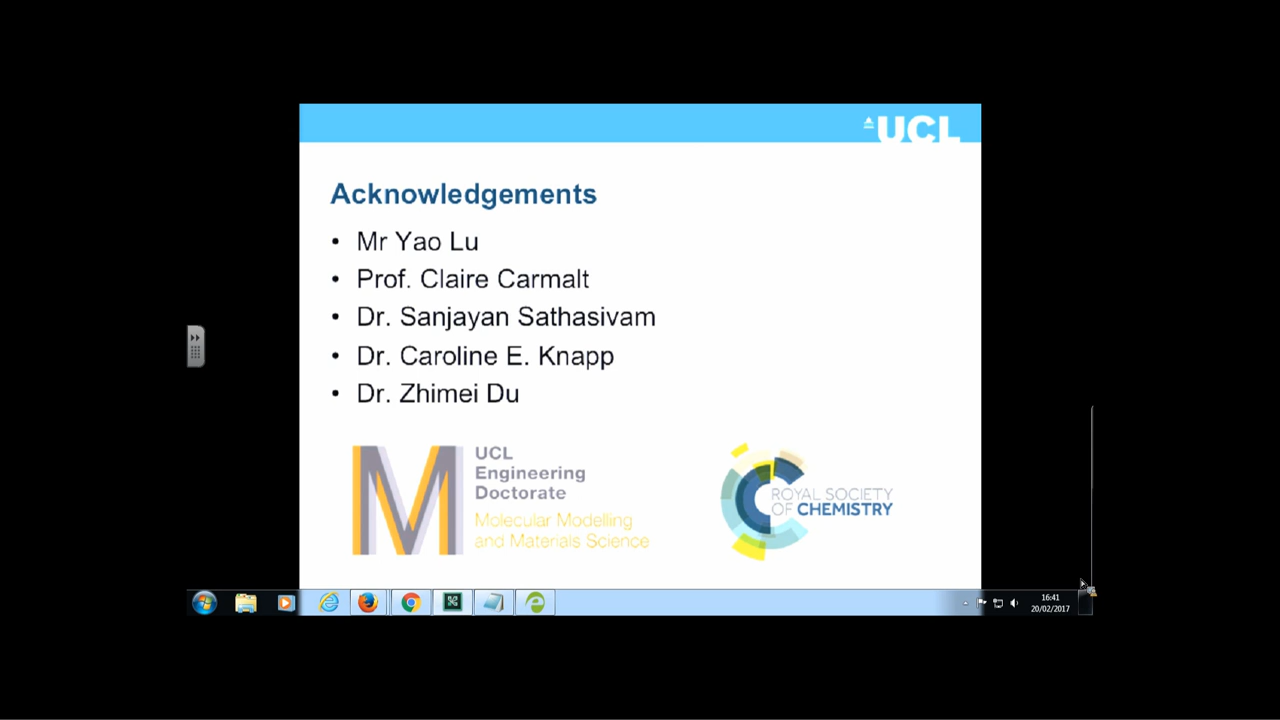 UCL
Acknowledgements
• Mr Yao Lu
• Prof. Claire Carmalt
• Dr. Sanjayan Sathasivam
• Dr. Caroline E. Knapp
• Dr. Zhimei Du
M
UCL
Engineering
Doctorate
Molecular Modelling
and Materials Science
ROYAL SOCIETY
OF CHEMISTRY
16:41
20/02/2017